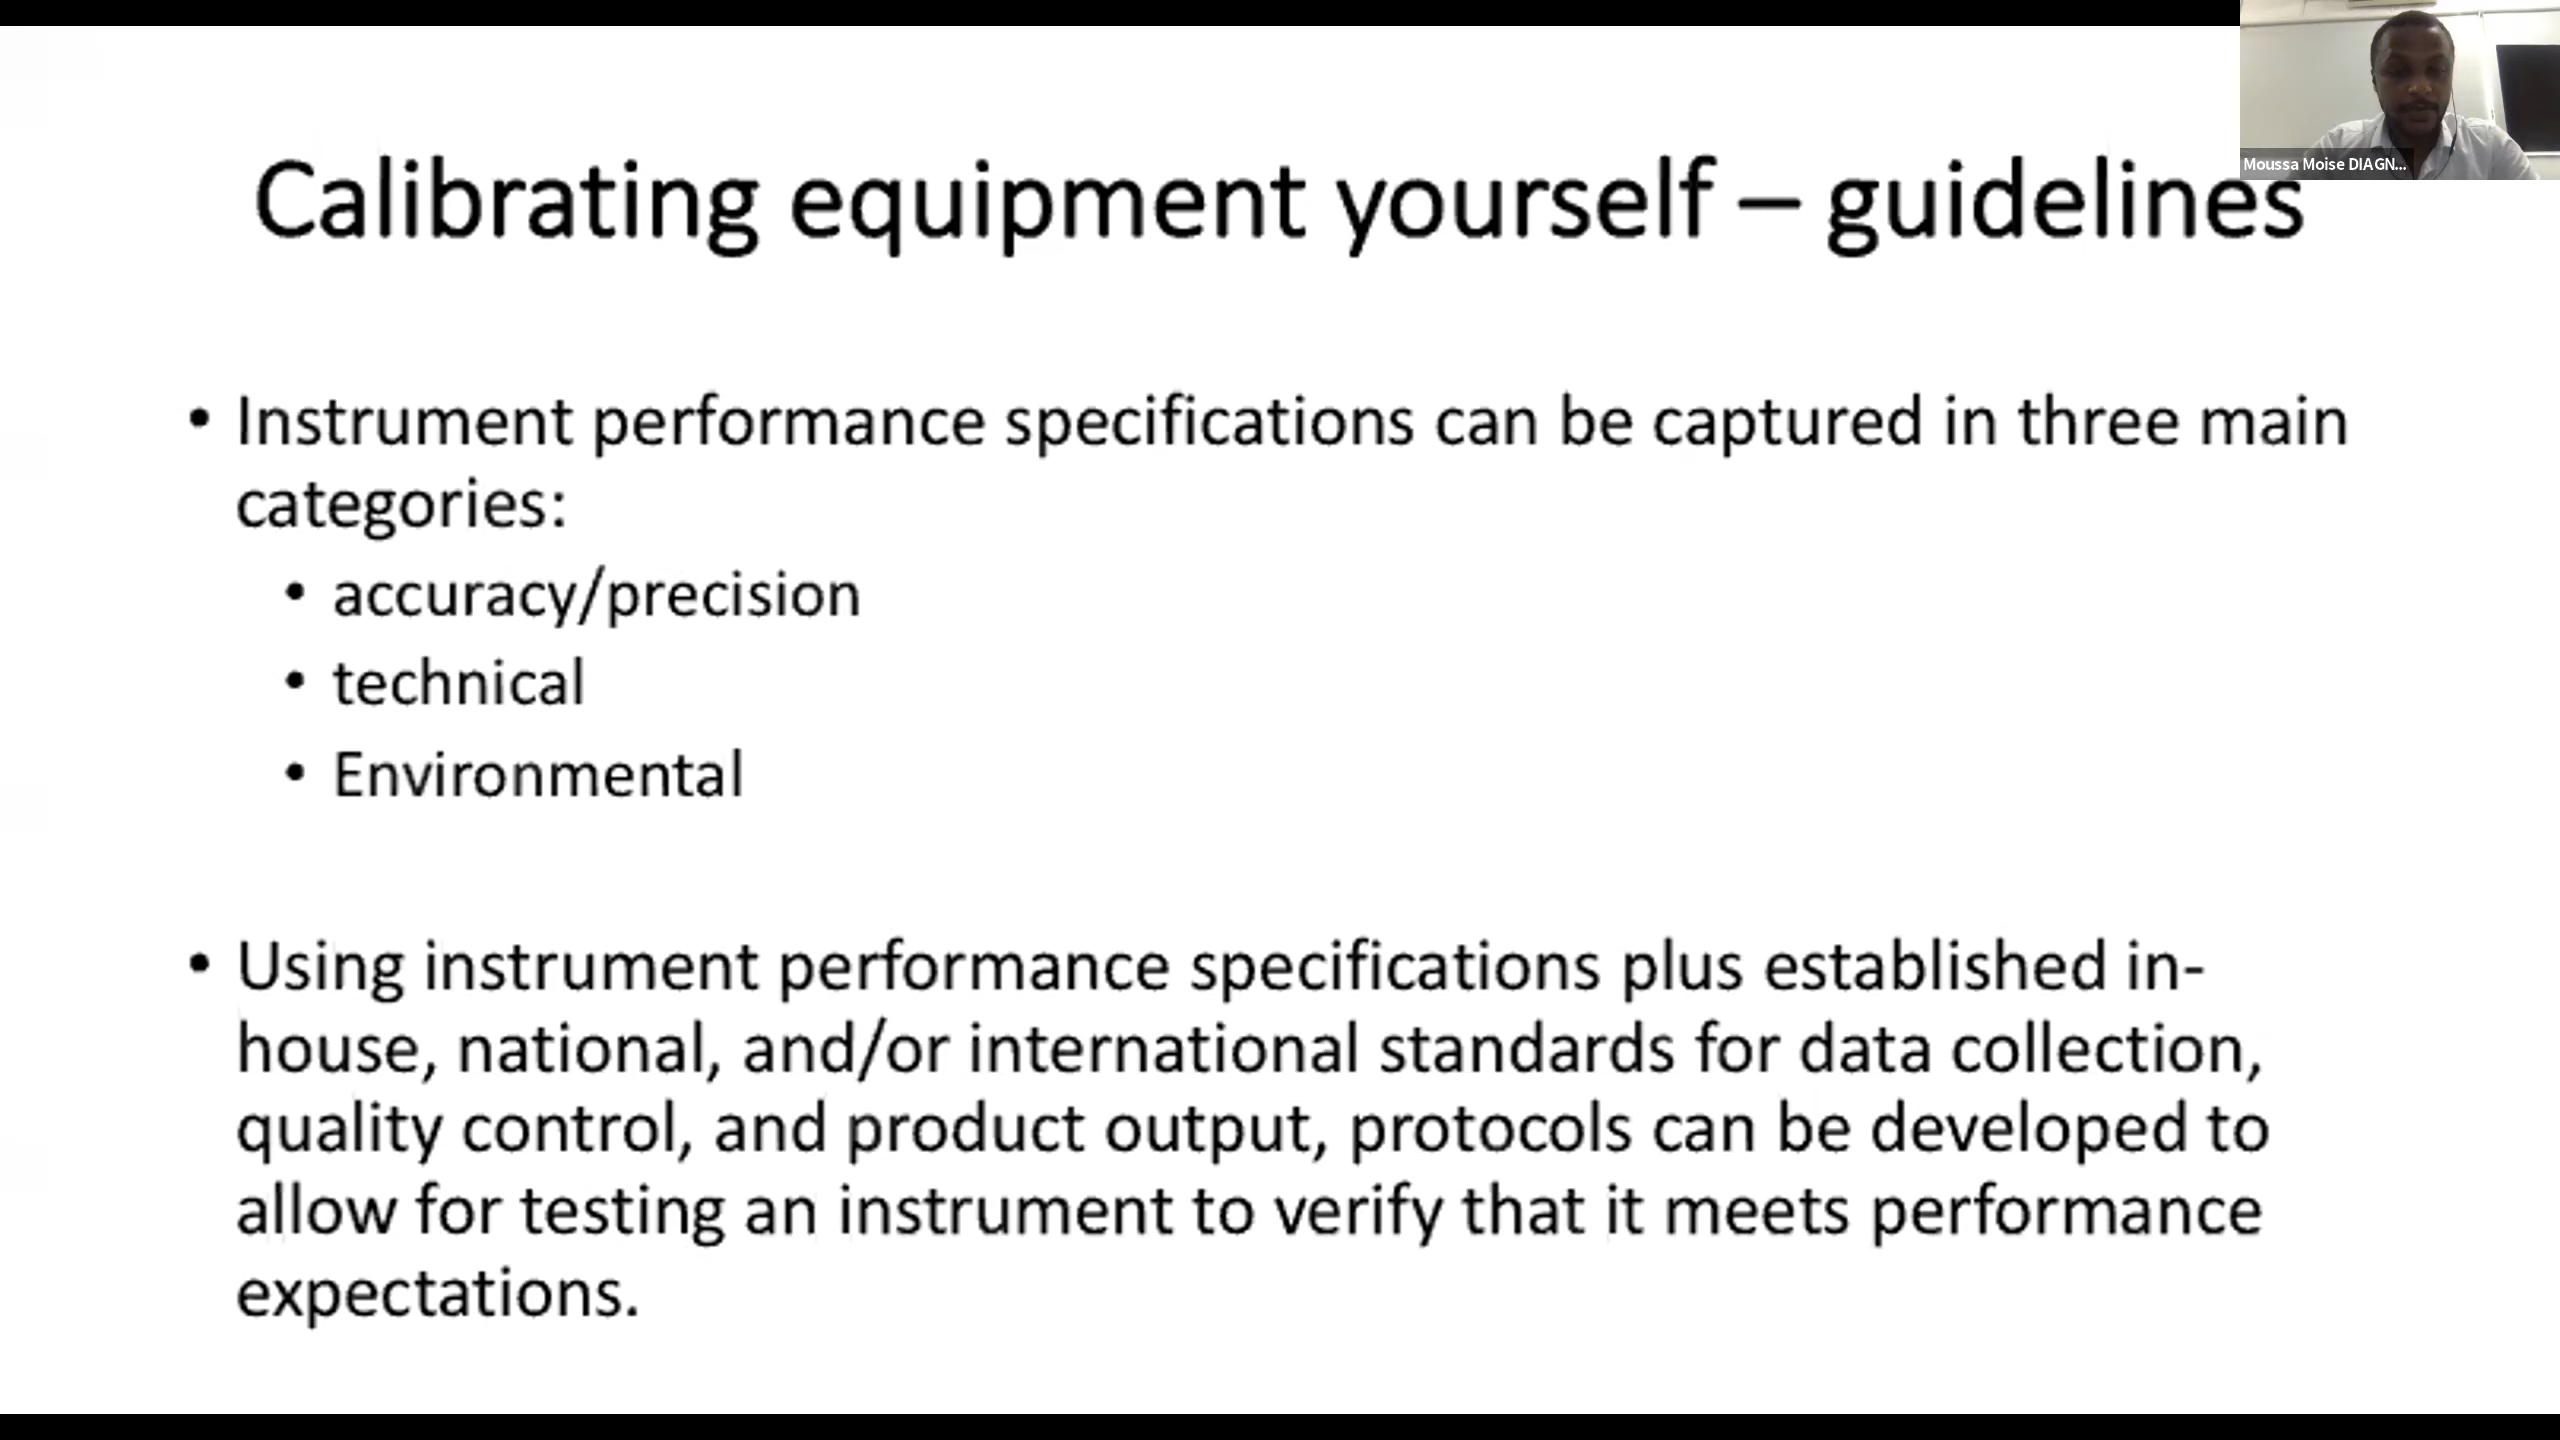 Calibrating equipment yourself – guidelines
Moussa Moise DIAGN...
• Instrument performance specifications can be captured in three main
categories:
• accuracy/precision
• technical
• Environmental
• Using instrument performance specifications plus established in-
house, national, and/or international standards for data collection,
quality control, and product output, protocols can be developed to
allow for testing an instrument to verify that it meets performance
expectations.